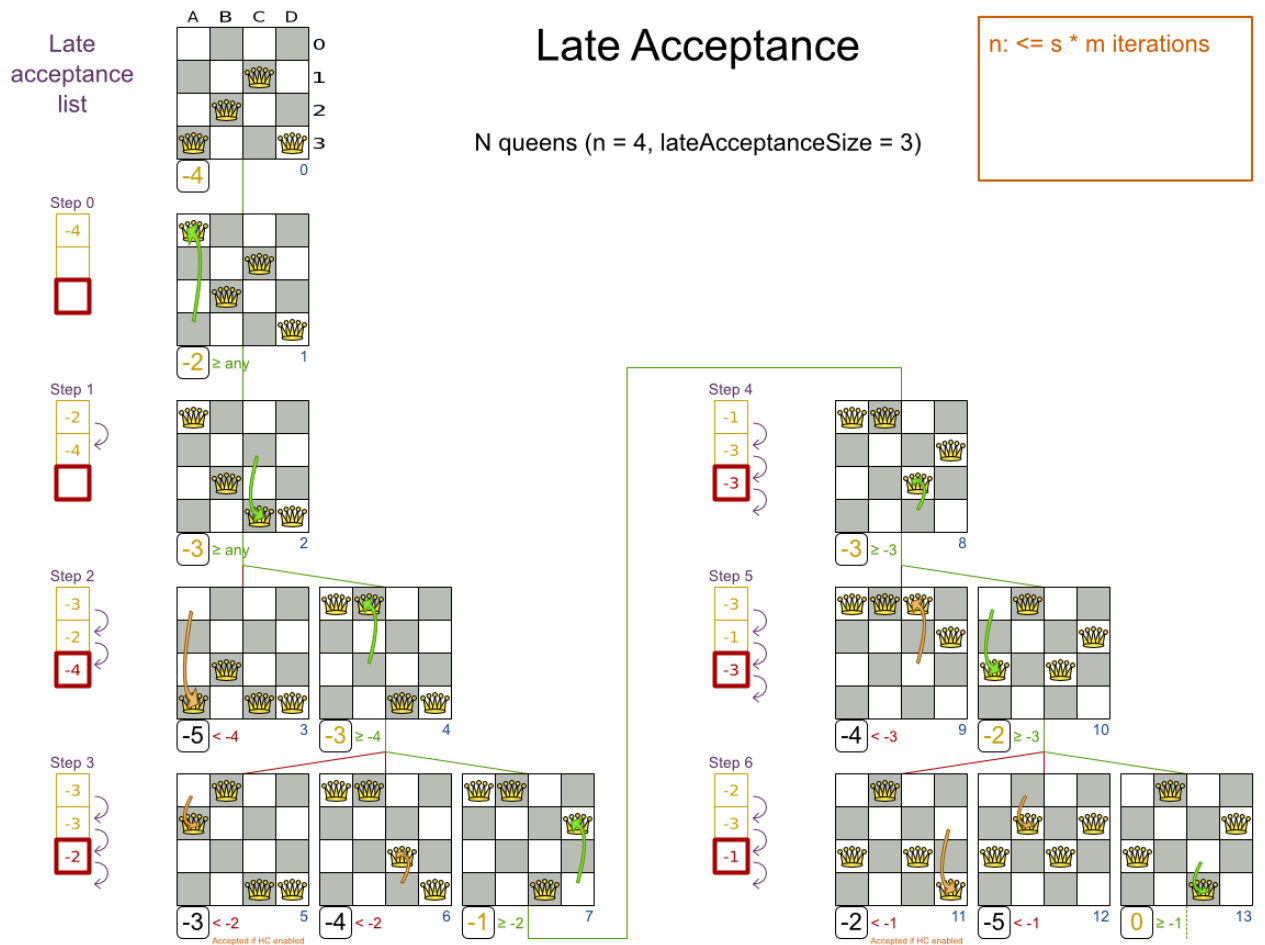 Late
acceptance
list
A B C D
0
1
2
3
Late Acceptance
n: <= s * m iterations
N queens (n = 4, lateAcceptanceSize = 3)
-4
0
Step 0
-4
-2 ≥ any
1
Step 1
-2
-4
-3 ≥ any
2
Step 2
-3
-2
-4
-5 < -4
3
-3 ≥ -4
4
Step 3
-3
-3
-2
-3 < -2
5
Accepted if HC enabled
-4 < -2
6
-1 ≥ -2
7
Step 4
-1
-3
-3
-3 ≥ -3
8
Step 5
-3
-1
-3
-4 < -3
9
-2 ≥ -3
10
Step 6
-2
-3
-1
-2 < -1
11
Accepted if HC enabled
-5 < -1
12
0 ≥ -1
13